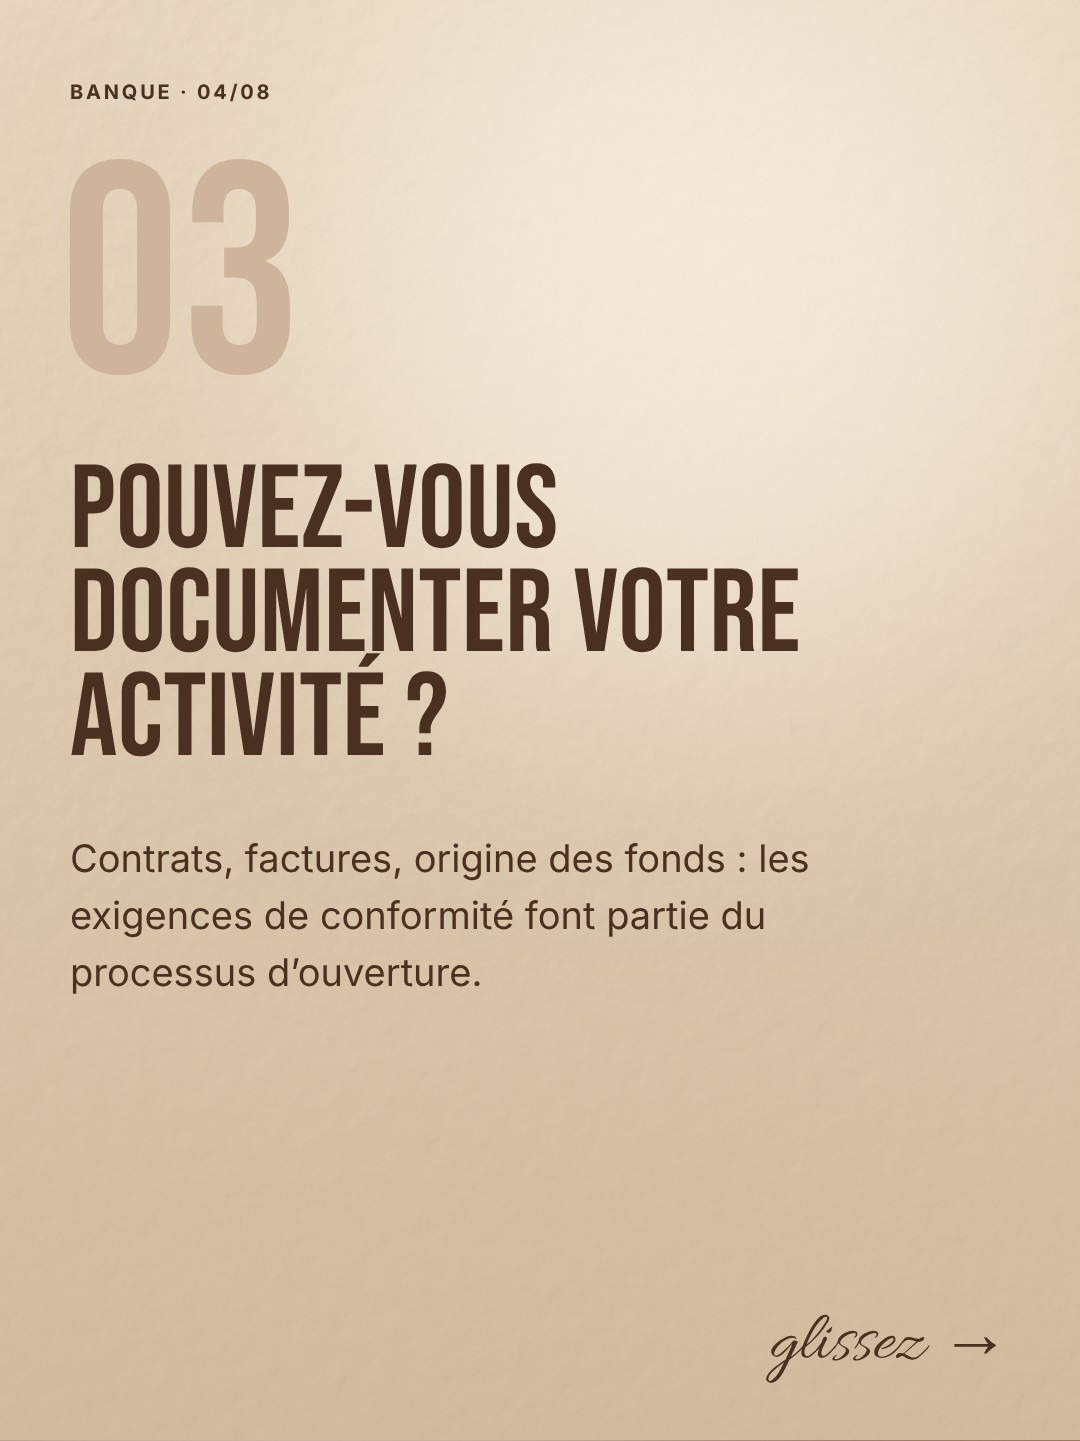 BANQUE · 04/08
03
POUVEZ-VOUS
DOCUMENTER VOTRE
ACTIVITÉ ?
Contrats, factures, origine des fonds : les
exigences de conformité font partie du
processus d’ouverture.
glissez →